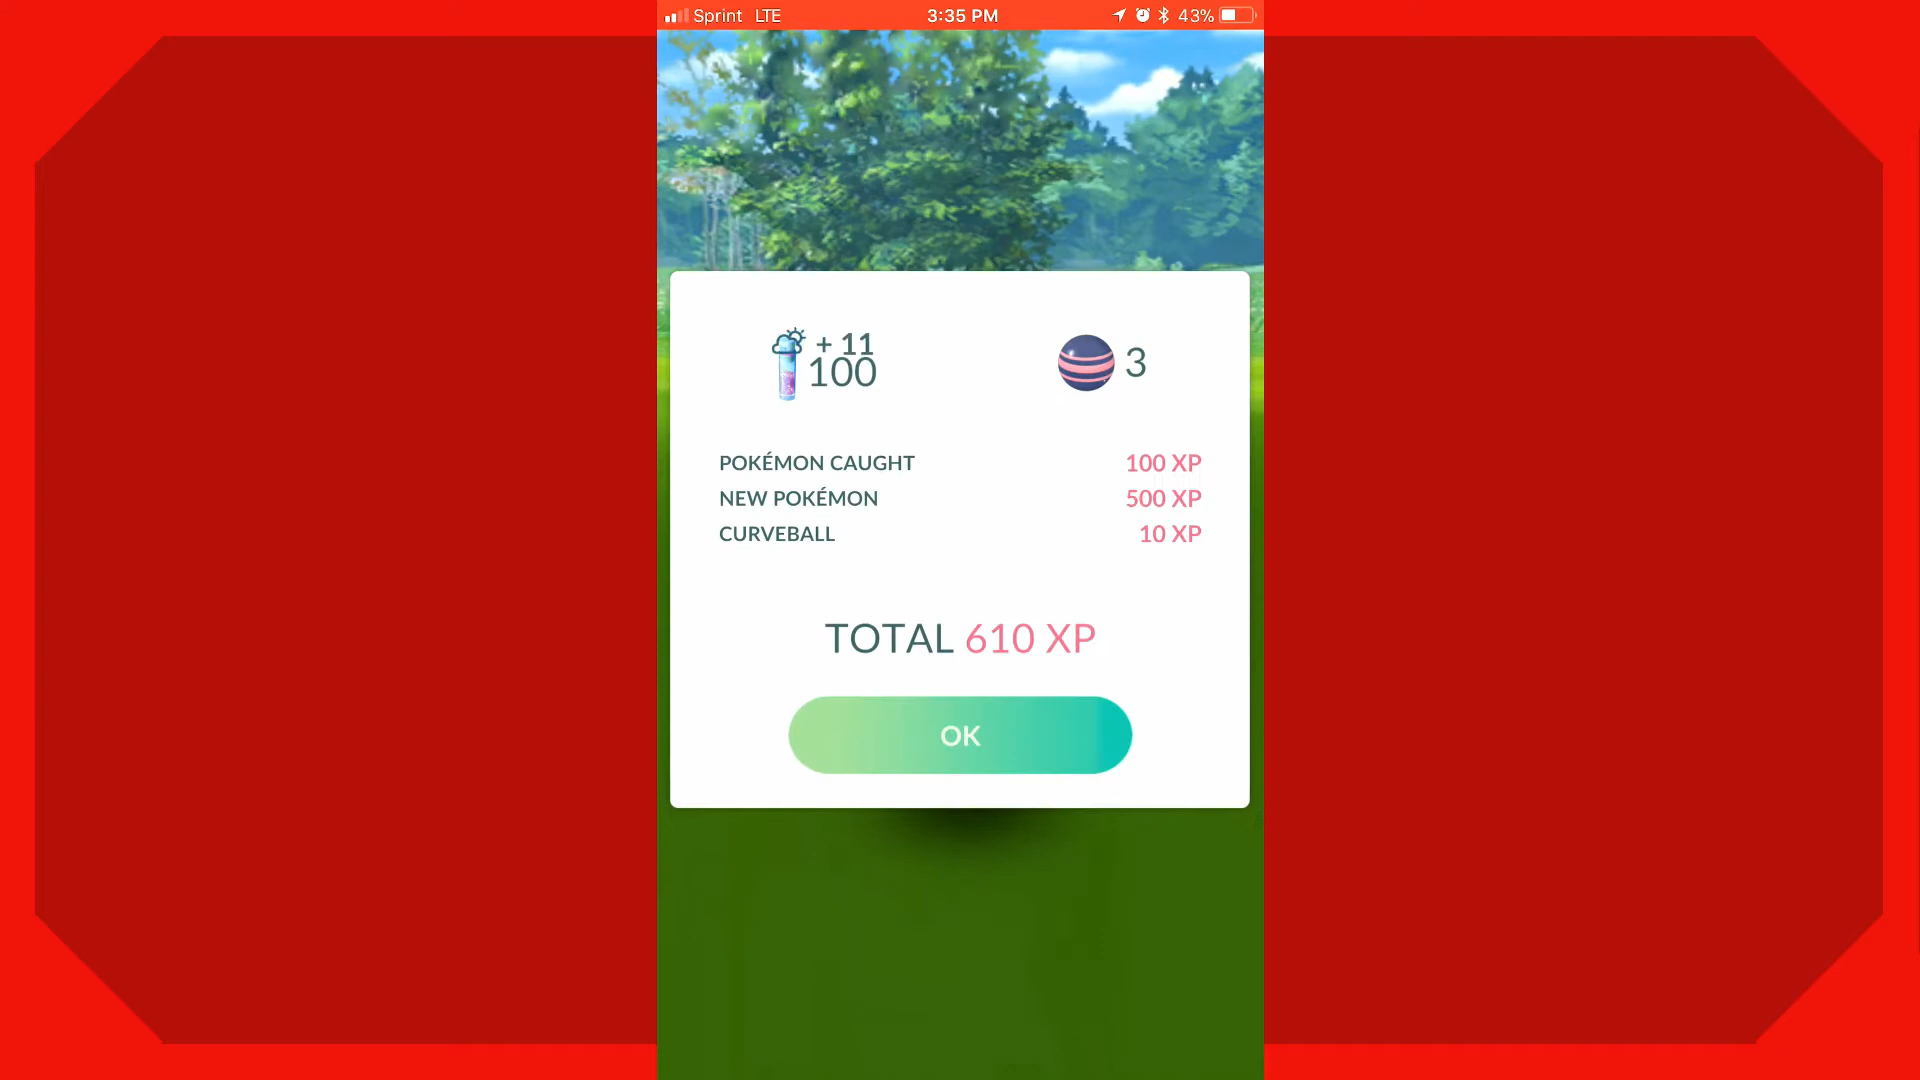 Sprint LTE 3:35 PM 43%
+ 11
100
3
POKÉMON CAUGHT 100 XP
NEW POKÉMON 500 XP
CURVEBALL 10 XP
TOTAL 610 XP
OK